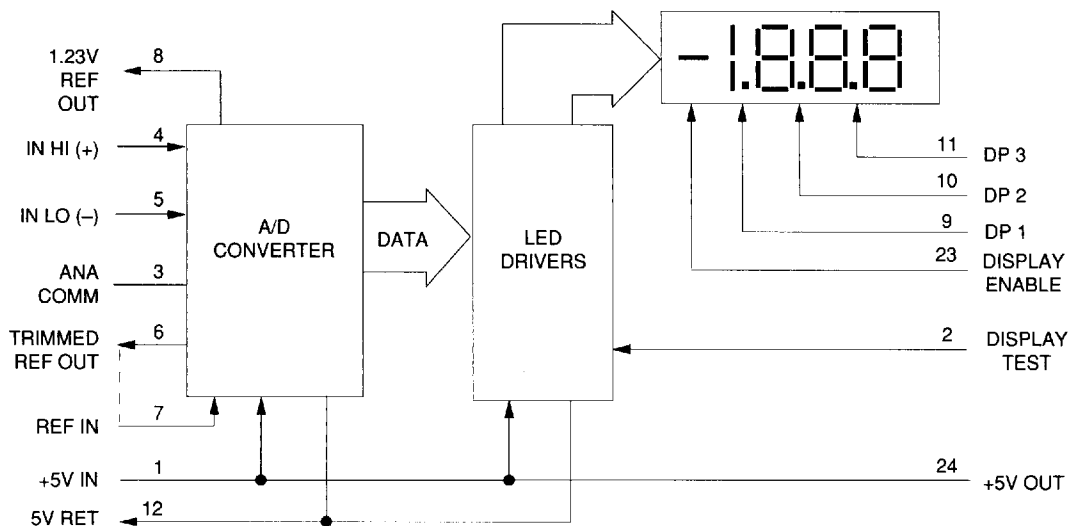 1.23V
REF
OUT
8
IN HI (+)
4
IN LO (–)
5
ANA
COMM
3
TRIMMED
REF OUT
6
REF IN
7
+5V IN
1
5V RET
12
A/D
CONVERTER
DATA
LED
DRIVERS
-1.8.8.8
11
DP 3
10
DP 2
9
DP 1
23
DISPLAY
ENABLE
2
DISPLAY
TEST
24
+5V OUT